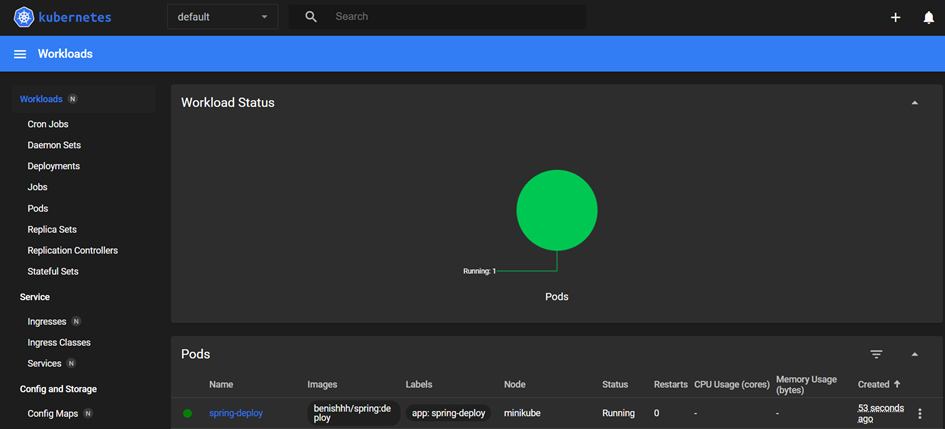 kubernetes
default
Search
Workloads
Workloads N
Cron Jobs
Daemon Sets
Deployments
Jobs
Pods
Replica Sets
Replication Controllers
Stateful Sets
Service
Ingresses N
Ingress Classes
Services N
Config and Storage
Config Maps N
Workload Status
Running: 1
Pods
Pods
Name Images Labels Node Status Restarts CPU Usage (cores) Memory Usage
(bytes) Created
spring-deploy benishhh/spring:de
ploy app: spring-deploy minikube Running 0 - - 53 seconds
ago